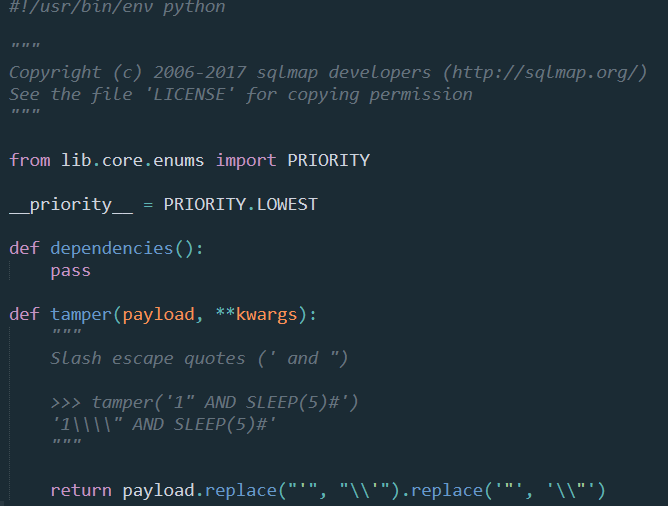 #!/usr/bin/env python
"""
Copyright (c) 2006-2017 sqlmap developers (http://sqlmap.org/)
See the file 'LICENSE' for copying permission
"""
from lib.core.enums import PRIORITY
__priority__ = PRIORITY.LOWEST
def dependencies():
    pass
def tamper(payload, **kwargs):
    """
    Slash escape quotes (' and ")
    >>> tamper('1" AND SLEEP(5)#')
    '1\\\\" AND SLEEP(5)#'
    """
    return payload.replace("'", "\\'").replace('"', '\\"')